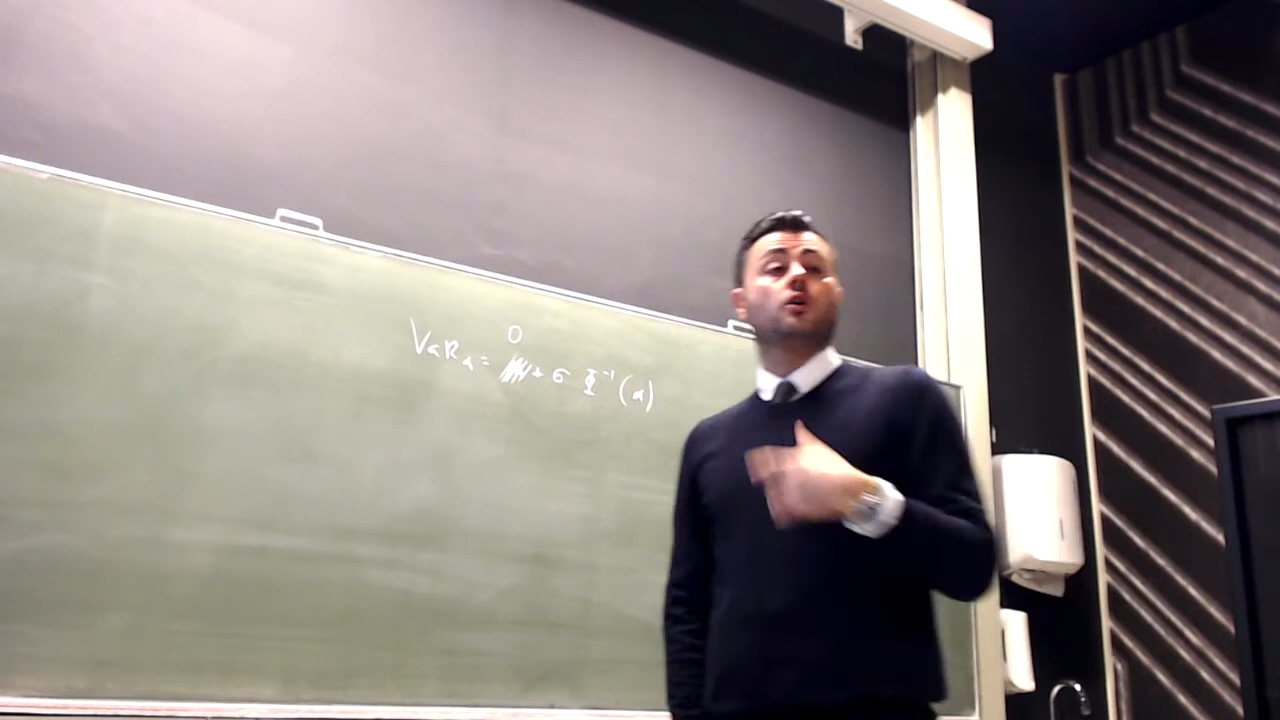 0
VaRα = + σ Φ⁻¹(α)